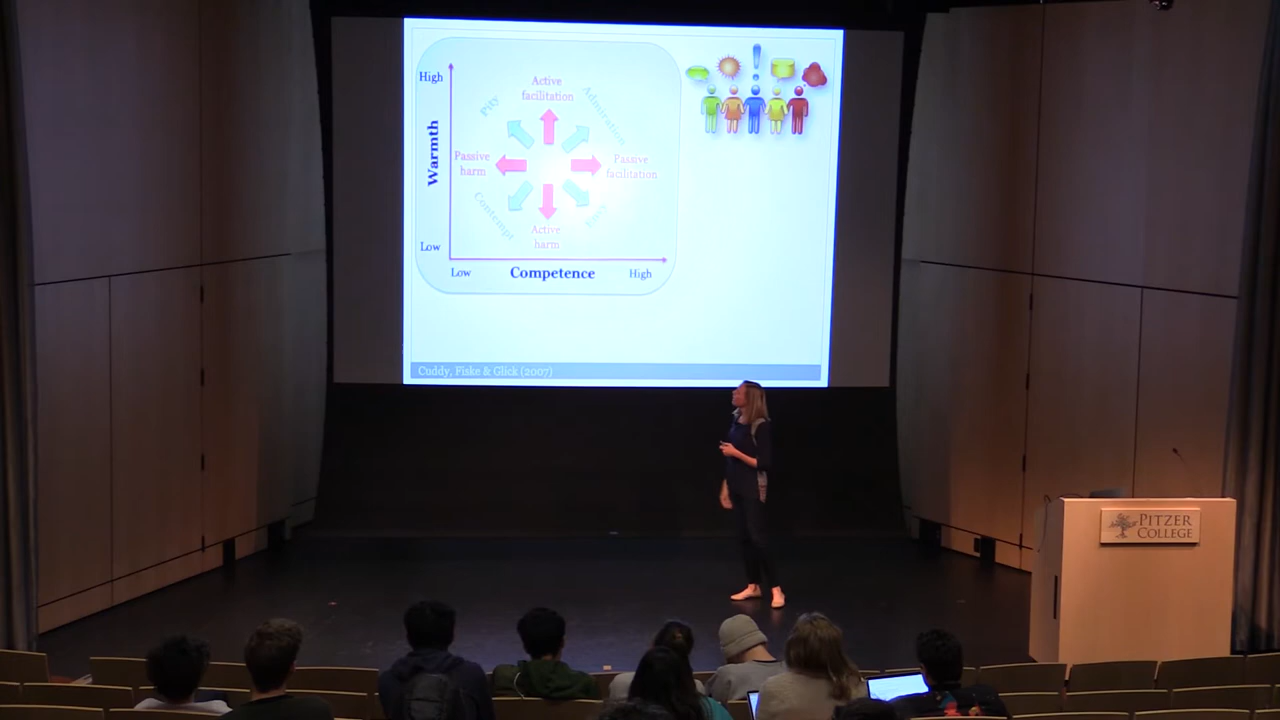 High
Warmth
Low
Active
facilitation
Pity
Admiration
Passive
harm
Passive
facilitation
Contempt
Envy
Active
harm
Low
Competence
High
Cuddy, Fiske & Glick (2007)
PITZER
COLLEGE